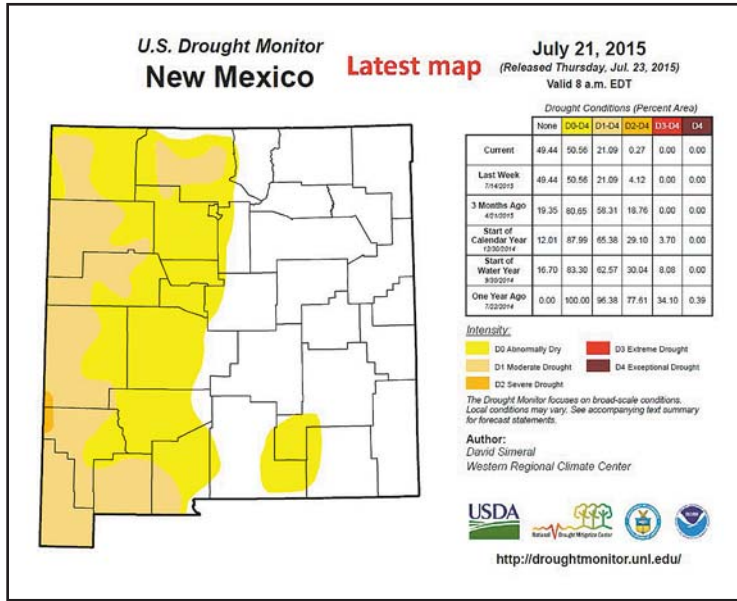 U.S. Drought Monitor
New Mexico
Latest map
July 21, 2015
(Released Thursday, Jul. 23, 2015)
Valid 8 a.m. EDT
Drought Conditions (Percent Area)
None D0-D4 D1-D4 D2-D4 D3-D4 D4
Current 49.44 50.56 21.09 0.27 0.00 0.00
Last Week
7/14/2015
49.44 50.56 21.09 4.12 0.00 0.00
3 Months Ago
4/21/2015
19.35 80.65 58.31 18.76 0.00 0.00
Start of
Calendar Year
12/30/2014
12.01 87.99 65.38 29.10 3.70 0.00
Start of
Water Year
9/30/2014
16.70 83.30 62.57 30.04 8.08 0.00
One Year Ago
7/22/2014
0.00 100.00 96.38 77.61 34.10 0.39
Intensity:
D0 Abnormally Dry
D1 Moderate Drought
D2 Severe Drought
D3 Extreme Drought
D4 Exceptional Drought
The Drought Monitor focuses on broad-scale conditions.
Local conditions may vary. See accompanying text summary
for forecast statements.
Author:
David Simeral
Western Regional Climate Center
USDA
National Drought Mitigation Center
http://droughtmonitor.unl.edu/